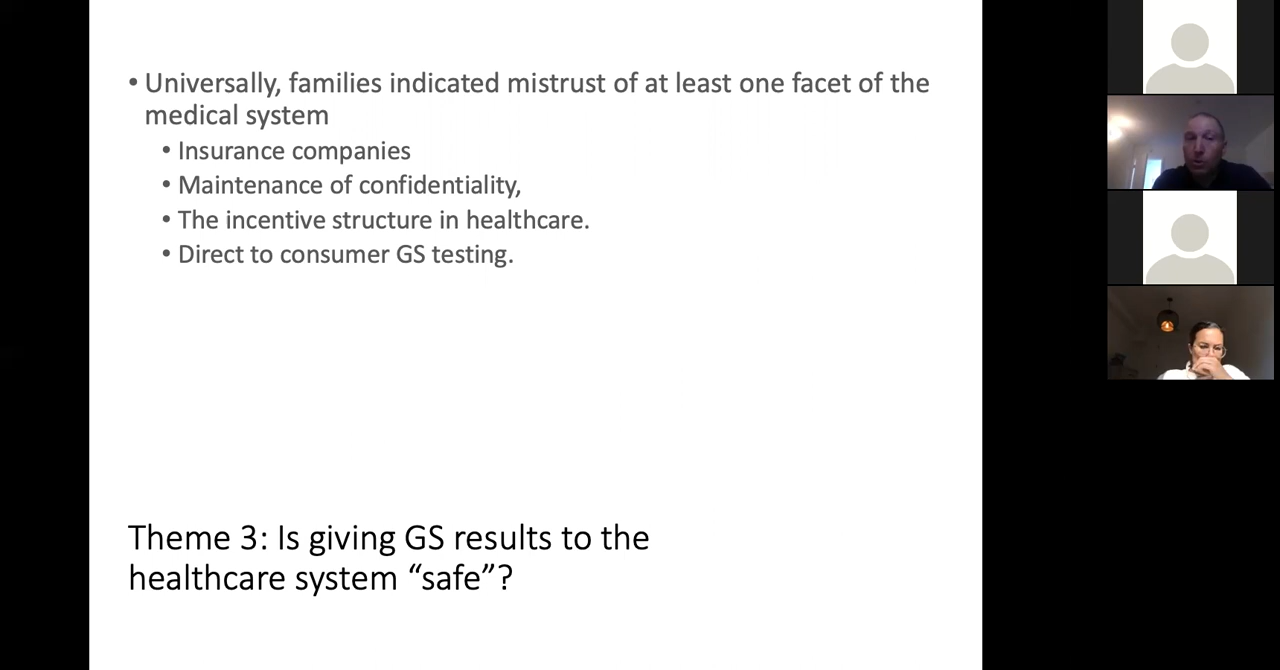 • Universally, families indicated mistrust of at least one facet of the
medical system
• Insurance companies
• Maintenance of confidentiality,
• The incentive structure in healthcare.
• Direct to consumer GS testing.
Theme 3: Is giving GS results to the
healthcare system “safe”?